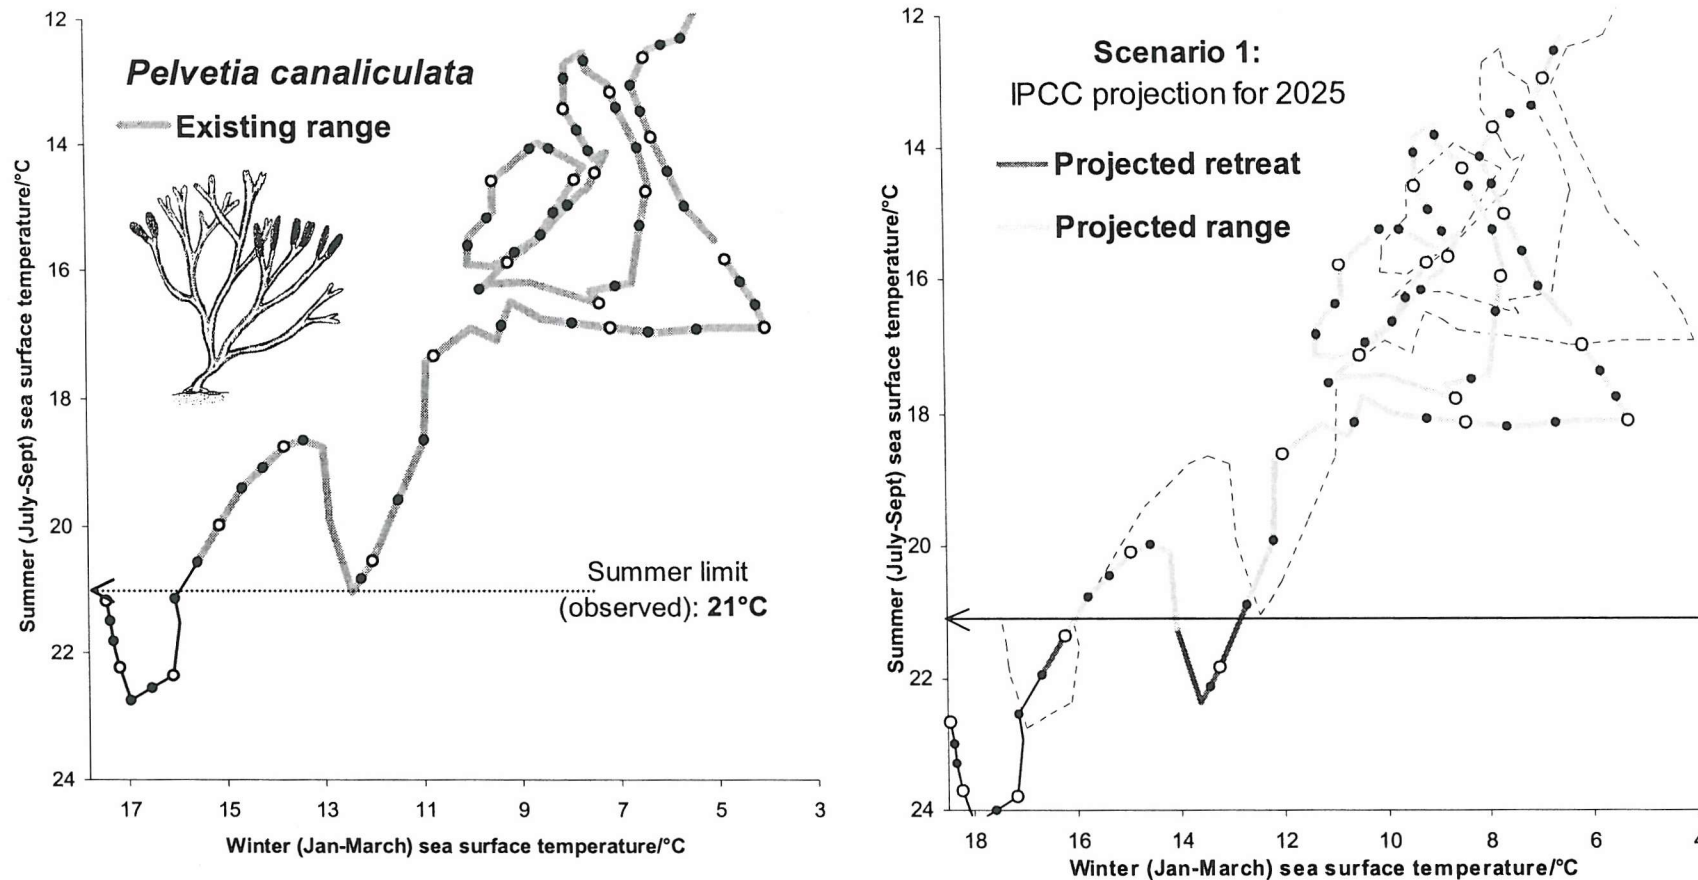 Pelvetia canaliculata
Existing range
12
14
16
18
20
22
24
Summer (July-Sept) sea surface temperature/°C
Summer limit
(observed): 21°C
17
15
13
11
9
7
5
3
Winter (Jan-March) sea surface temperature/°C
Scenario 1:
IPCC projection for 2025
Projected retreat
Projected range
12
14
16
18
20
22
24
Summer (July-Sept) sea surface temperature/°C
18
16
14
12
10
8
6
Winter (Jan-March) sea surface temperature/°C